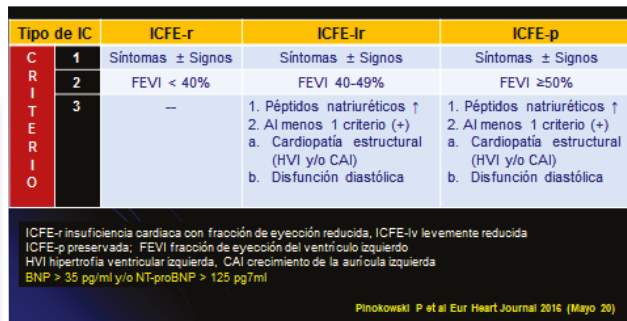 Tipo de IC ICFE-r ICFE-lr ICFE-p
CRITERIO
1 Síntomas ± Signos Síntomas ± Signos Síntomas ± Signos
2 FEVI < 40% FEVI 40-49% FEVI ≥50%
3 – 1. Péptidos natriuréticos ↑ 1. Péptidos natriuréticos ↑
2. Al menos 1 criterio (+) 2. Al menos 1 criterio (+)
a. Cardiopatía estructural a. Cardiopatía estructural
(HVI y/o CAI) (HVI y/o CAI)
b. Disfunción diastólica b. Disfunción diastólica
ICFE-r insuficiencia cardiaca con fracción de eyección reducida, ICFE-lv levemente reducida
ICFE-p preservada; FEVI fracción de eyección del ventrículo izquierdo
HVI hipertrofia ventricular izquierda, CAI crecimiento de la aurícula izquierda
BNP > 35 pg/ml y/o NT-proBNP > 125 pg7ml
Pinokowski P et al Eur Heart Journal 2016 (Mayo 20)